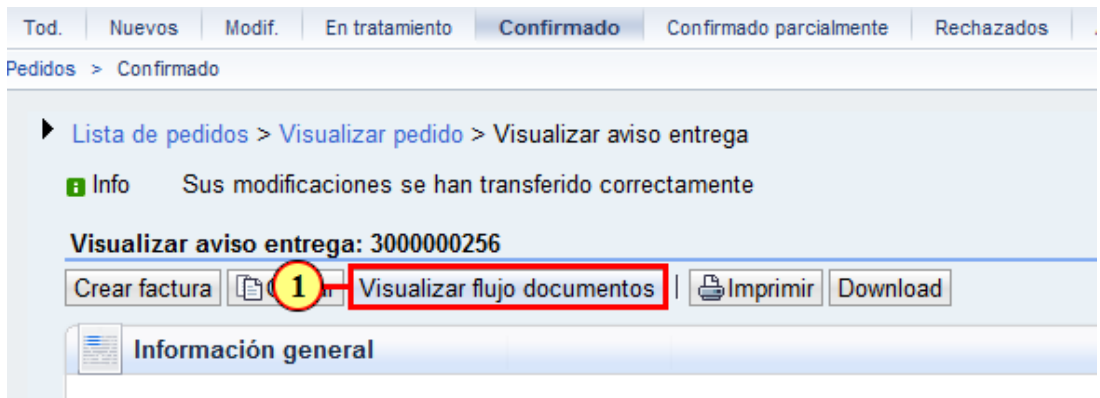 Tod. Nuevos Modif. En tratamiento Confirmado Confirmado parcialmente Rechazados
Pedidos > Confirmado
Lista de pedidos > Visualizar pedido > Visualizar aviso entrega
Info Sus modificaciones se han transferido correctamente
Visualizar aviso entrega: 3000000256
Crear factura 1 Visualizar flujo documentos | Imprimir Download
Información general